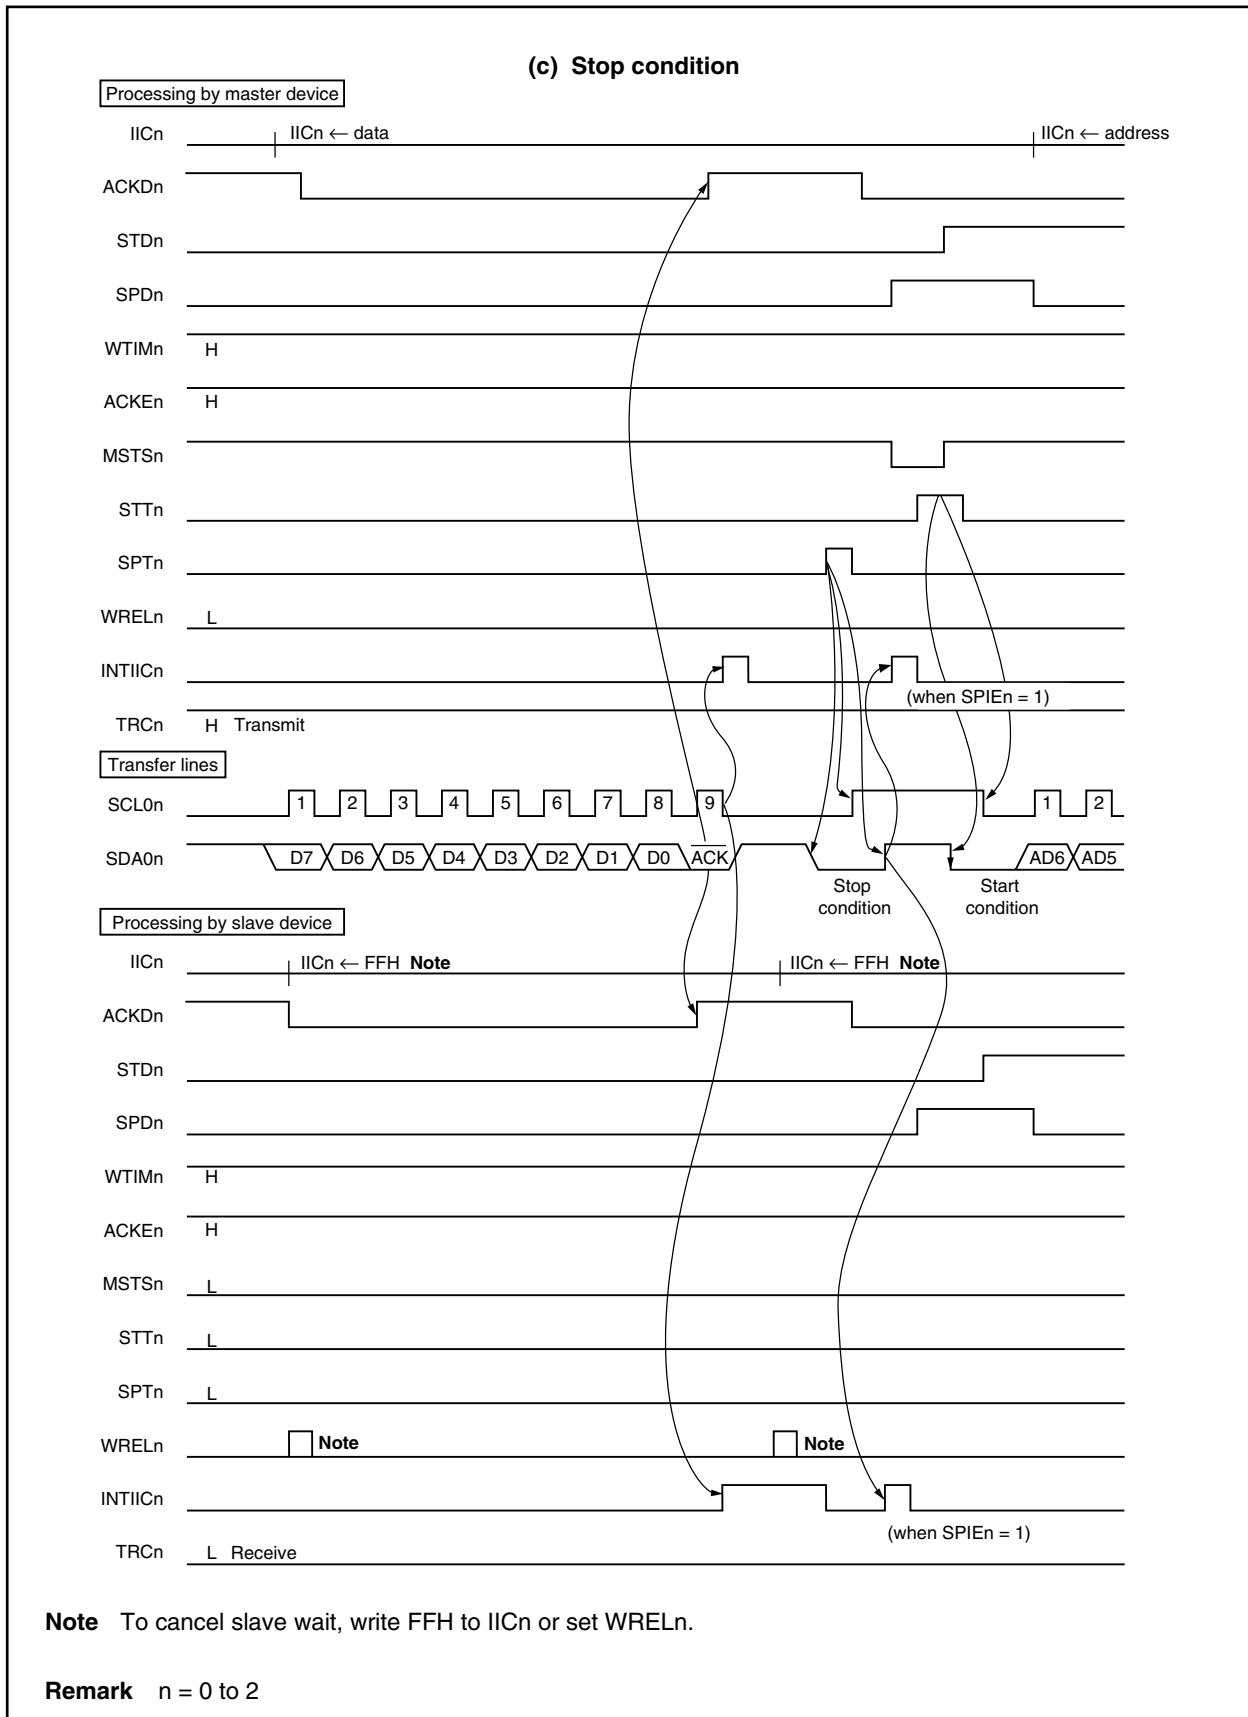 (c) Stop condition
Processing by master device
IICn
IICn ← data
IICn ← address
ACKDn
STDn
SPDn
WTIMn
H
ACKEn
H
MSTSn
STTn
SPTn
WRELn
L
INTIICn
(when SPIEn = 1)
TRCn
H Transmit
Transfer lines
SCL0n
1 2 3 4 5 6 7 8 9 1 2
SDA0n
D7 D6 D5 D4 D3 D2 D1 D0 ACK AD6 AD5
Stop
condition
Start
condition
Processing by slave device
IICn
IICn ← FFH Note
IICn ← FFH Note
ACKDn
STDn
SPDn
WTIMn
H
ACKEn
H
MSTSn
L
STTn
L
SPTn
L
WRELn
Note
Note
INTIICn
(when SPIEn = 1)
TRCn
L Receive
Note To cancel slave wait, write FFH to IICn or set WRELn.
Remark n = 0 to 2